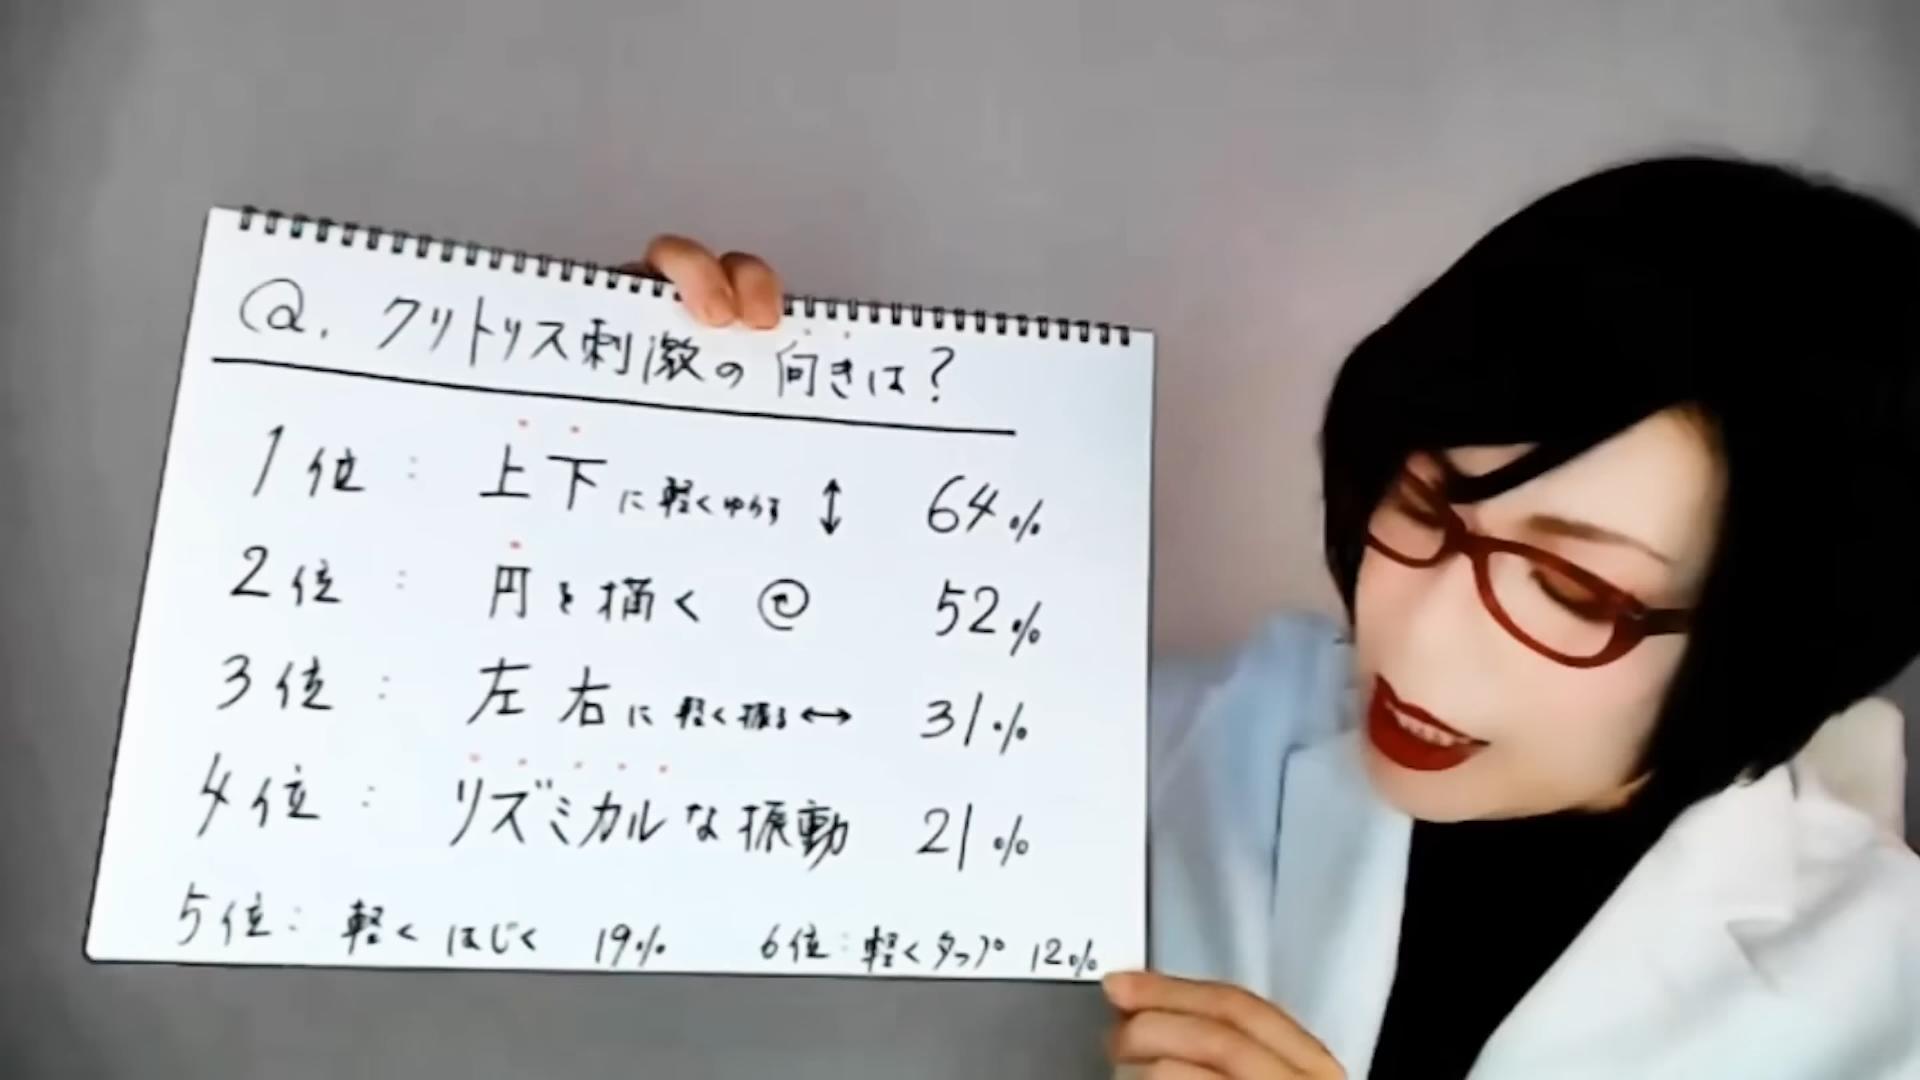 Q. クリトリス刺激の向きは?
1位: 上下に軽くゆらす ↕ 64%
2位: 円を描く 52%
3位: 左右に軽く振る ↔ 31%
4位: リズミカルな振動 21%
5位: 軽くはじく 19% 6位: 軽くタップ 12%